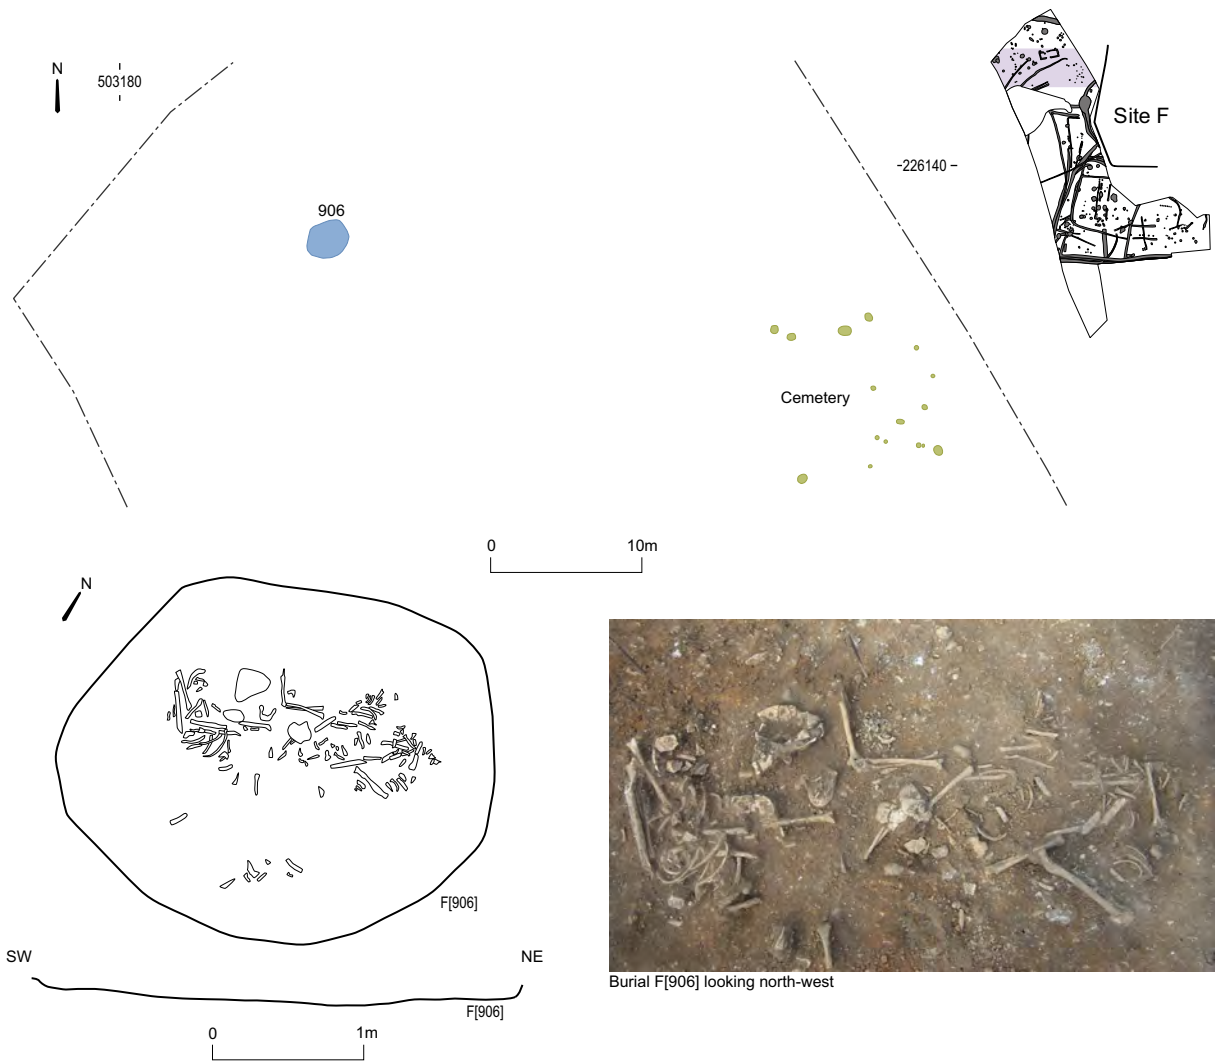 N
503180
Site F
-226140 -
906
Cemetery
0 10m
N
F[906]
SW NE
F[906]
0 1m
Burial F[906] looking north-west